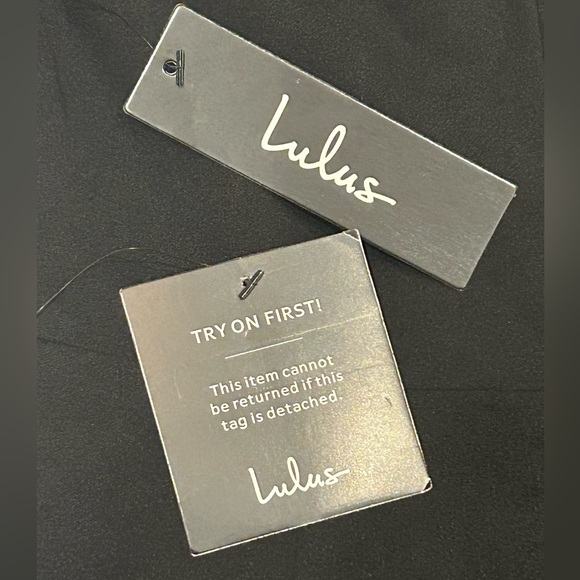 Lulus
TRY ON FIRST!
This item cannot
be returned if this
tag is detached.
Lulus